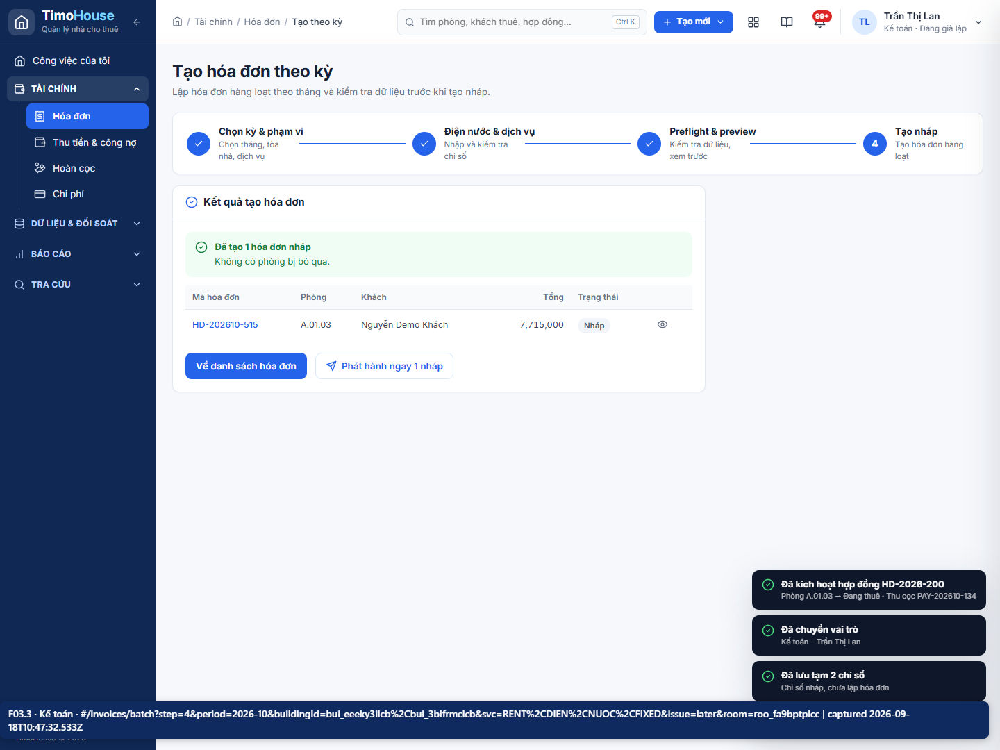 TimoHouse
Quản lý nhà cho thuê
Tài chính / Hóa đơn / Tạo theo kỳ
Tìm phòng, khách thuê, hợp đồng...
Ctrl K
Tạo mới
99+
TL
Trần Thị Lan
Kế toán · Đang giả lập
Công việc của tôi
TÀI CHÍNH
Hóa đơn
Thu tiền & công nợ
Hoàn cọc
Chi phí
DỮ LIỆU & ĐỐI SOÁT
BÁO CÁO
TRA CỨU
Tạo hóa đơn theo kỳ
Lập hóa đơn hàng loạt theo tháng và kiểm tra dữ liệu trước khi tạo nháp.
Chọn kỳ & phạm vi
Chọn tháng, tòa
nhà, dịch vụ
Điện nước & dịch vụ
Nhập và kiểm tra
chỉ số
Preflight & preview
Kiểm tra dữ liệu,
xem trước
4
Tạo nháp
Tạo hóa đơn hàng
loạt
Kết quả tạo hóa đơn
Đã tạo 1 hóa đơn nháp
Không có phòng bị bỏ qua.
Mã hóa đơn Phòng Khách Tổng Trạng thái
HD-202610-515 A.01.03 Nguyễn Demo Khách 7,715,000 Nháp
Về danh sách hóa đơn
Phát hành ngay 1 nháp
Đã kích hoạt hợp đồng HD-2026-200
Phòng A.01.03 → Đang thuê · Thu cọc PAY-202610-134
Đã chuyển vai trò
Kế toán – Trần Thị Lan
Đã lưu tạm 2 chỉ số
Chỉ số nháp, chưa lập hóa đơn
F03.3 · Kế toán · #/invoices/batch?step=4&period=2026-10&buildingId=bui_eeeky3ilcb%2Cbui_3blfrmclcb&svc=RENT%2CDIEN%2CNUOC%2CFIXED&issue=later&room=roo_fa9bptplcc | captured 2026-09-
18T10:47:32.533Z